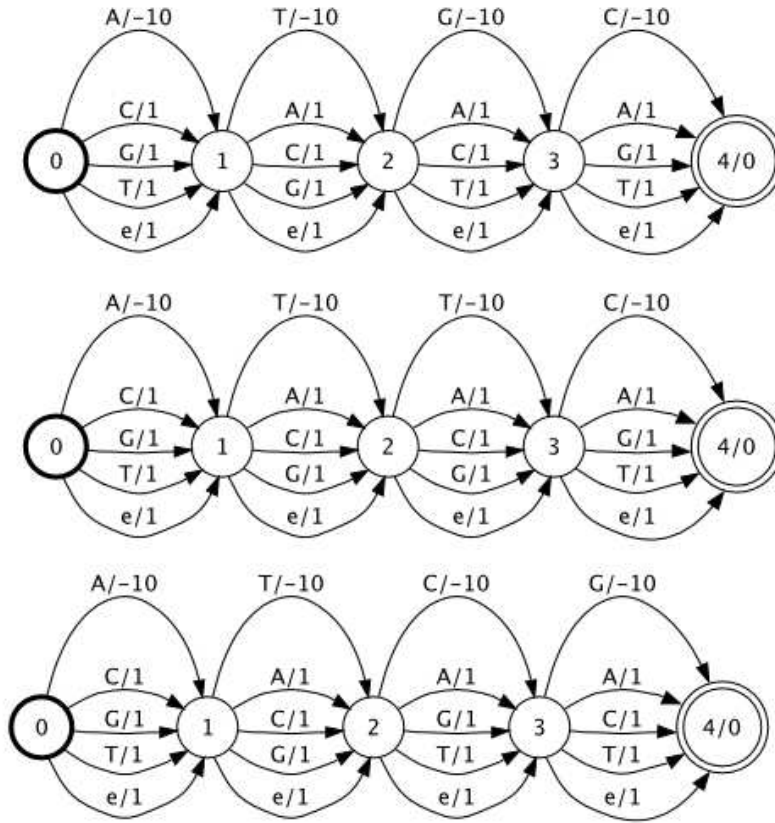 A/-10 T/-10 G/-10 C/-10
C/1 A/1 A/1 A/1
0 G/1 1 C/1 2 C/1 3 G/1 4/0
T/1 G/1 T/1 T/1
e/1 e/1 e/1 e/1
A/-10 T/-10 T/-10 C/-10
C/1 A/1 A/1 A/1
0 G/1 1 C/1 2 C/1 3 G/1 4/0
T/1 G/1 G/1 T/1
e/1 e/1 e/1 e/1
A/-10 T/-10 C/-10 G/-10
C/1 A/1 A/1 A/1
0 G/1 1 C/1 2 G/1 3 C/1 4/0
T/1 G/1 T/1 T/1
e/1 e/1 e/1 e/1